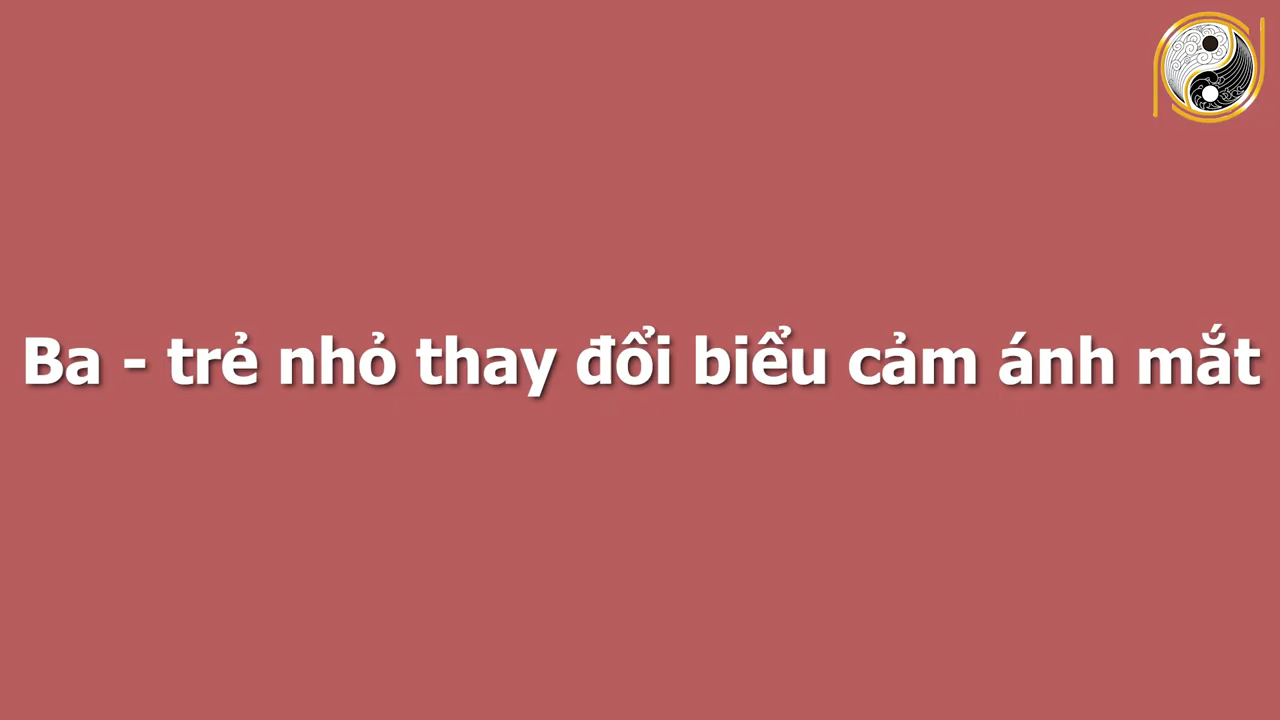 Ba - trẻ nhỏ thay đổi biểu cảm ánh mắt